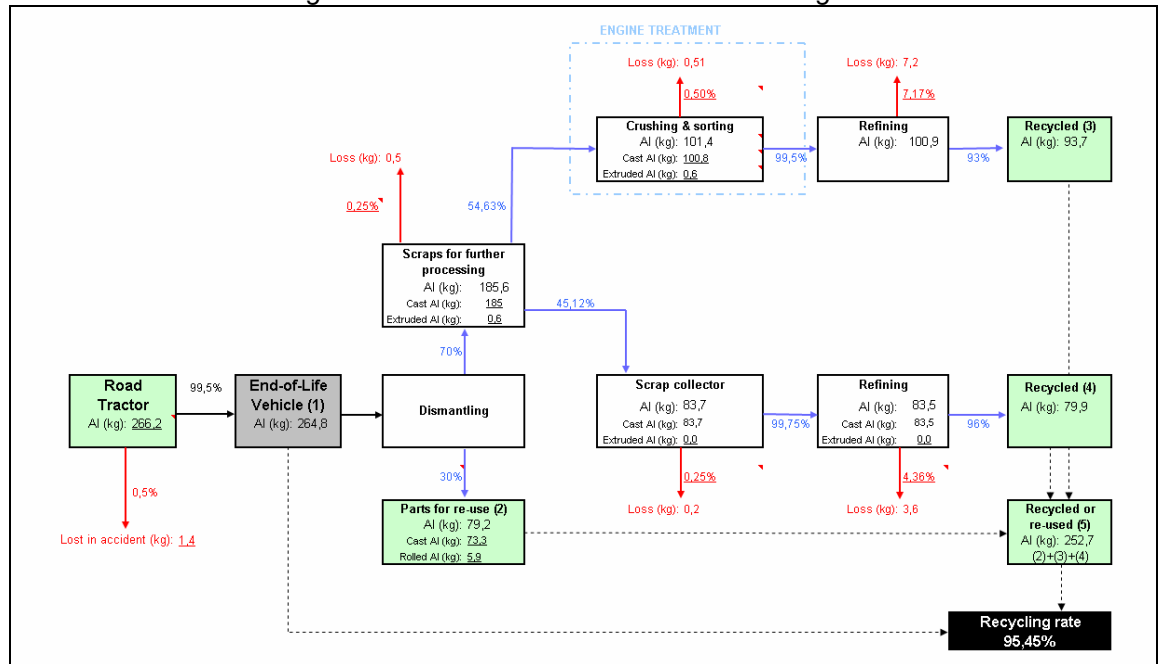 ENGINE TREATMENT
Loss (kg): 0,51
0,50%
Loss (kg): 7,2
7,17%
Crushing & sorting
Al (kg): 101,4
Cast Al (kg): 100,8
Extruded Al (kg): 0,6
99,5%
Refining
Al (kg): 100,9
93%
Recycled (3)
Al (kg): 93,7
Loss (kg): 0,5
0,25%
54,63%
Scraps for further
processing
Al (kg): 185,6
Cast Al (kg): 185
Extruded Al (kg): 0,6
45,12%
70%
Road
Tractor
Al (kg): 266,2
99,5%
End-of-Life
Vehicle (1)
Al (kg): 264,8
Dismantling
Scrap collector
Al (kg): 83,7
Cast Al (kg): 83,7
Extruded Al (kg): 0,0
99,75%
Refining
Al (kg): 83,5
Cast Al (kg): 83,5
Extruded Al (kg): 0,0
96%
Recycled (4)
Al (kg): 79,9
0,5%
Lost in accident (kg): 1,4
30%
Parts for re-use (2)
Al (kg): 79,2
Cast Al (kg): 73,3
Rolled Al (kg): 5,9
0,25%
Loss (kg): 0,2
4,36%
Loss (kg): 3,6
Recycled or
re-used (5)
Al (kg): 252,7
(2)+(3)+(4)
Recycling rate
95,45%